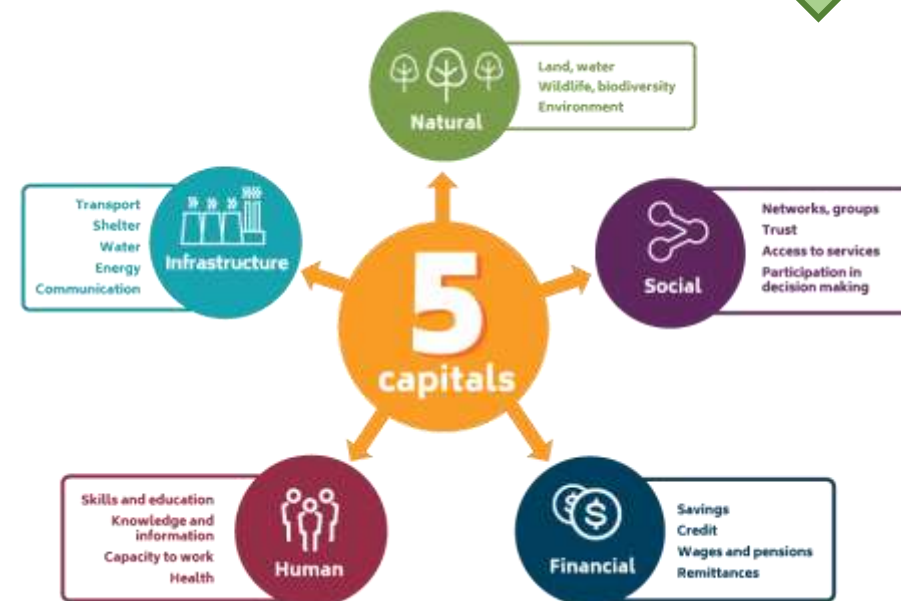 Natural
Land, water
Wildlife, biodiversity
Environment
Transport
Shelter
Water
Energy
Communication
Infrastructure
Social
Networks, groups
Trust
Access to services
Participation in
decision making
5
capitals
Skills and education
Knowledge and
information
Capacity to work
Health
Human
Financial
$
$
Savings
Credit
Wages and pensions
Remittances